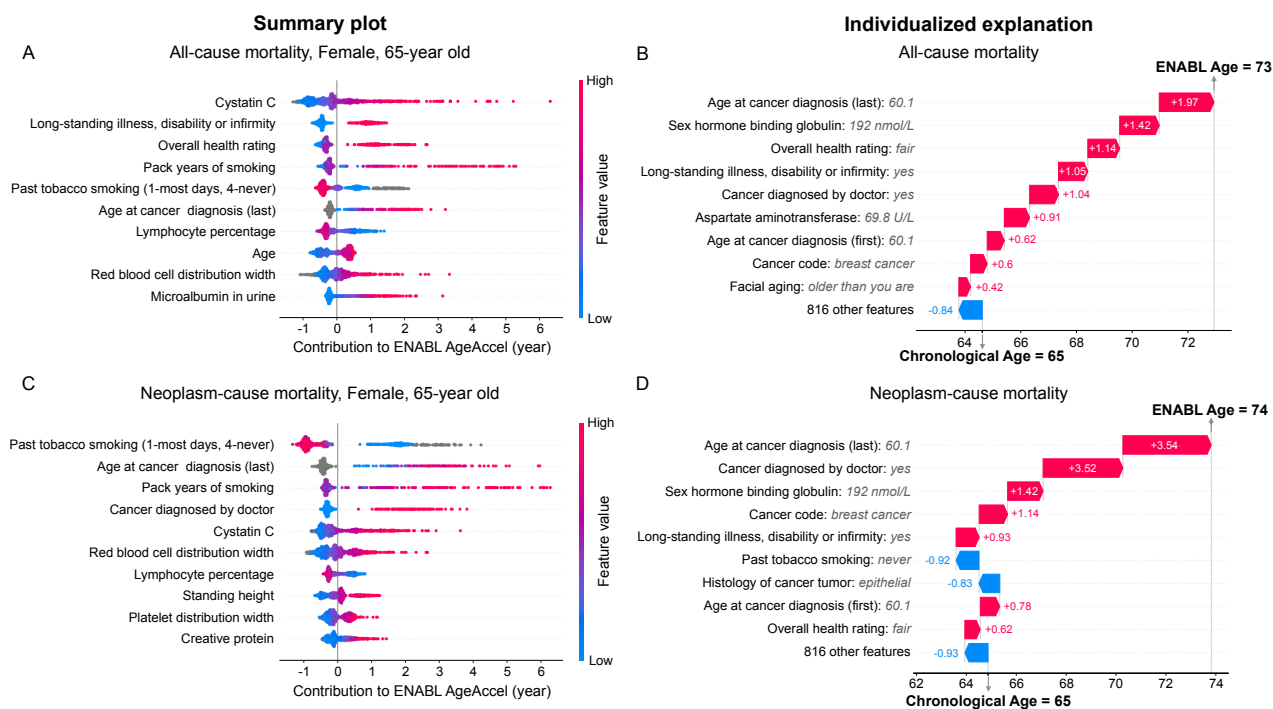 Summary plot
Individualized explanation
A
All-cause mortality, Female, 65-year old
High
Cystatin C
Long-standing illness, disability or infirmity
Overall health rating
Pack years of smoking
Past tobacco smoking (1-most days, 4-never)
Age at cancer diagnosis (last)
Lymphocyte percentage
Age
Red blood cell distribution width
Microalbumin in urine
Feature value
Low
-1 0 1 2 3 4 5 6
Contribution to ENABL AgeAccel (year)
B
All-cause mortality
ENABL Age = 73
Age at cancer diagnosis (last): 60.1 +1.97
Sex hormone binding globulin: 192 nmol/L +1.42
Overall health rating: fair +1.14
Long-standing illness, disability or infirmity: yes +1.05
Cancer diagnosed by doctor: yes +1.04
Aspartate aminotransferase: 69.8 U/L +0.91
Age at cancer diagnosis (first): 60.1 +0.62
Cancer code: breast cancer +0.6
Facial aging: older than you are +0.42
816 other features -0.84
64 66 68 70 72
Chronological Age = 65
C
Neoplasm-cause mortality, Female, 65-year old
High
Past tobacco smoking (1-most days, 4-never)
Age at cancer diagnosis (last)
Pack years of smoking
Cancer diagnosed by doctor
Cystatin C
Red blood cell distribution width
Lymphocyte percentage
Standing height
Platelet distribution width
Creative protein
Feature value
Low
-1 0 1 2 3 4 5 6
Contribution to ENABL AgeAccel (year)
D
Neoplasm-cause mortality
ENABL Age = 74
Age at cancer diagnosis (last): 60.1 +3.54
Cancer diagnosed by doctor: yes +3.52
Sex hormone binding globulin: 192 nmol/L +1.42
Cancer code: breast cancer +1.14
Long-standing illness, disability or infirmity: yes +0.93
Past tobacco smoking: never -0.92
Histology of cancer tumor: epithelial -0.83
Age at cancer diagnosis (first): 60.1 +0.78
Overall health rating: fair +0.62
816 other features -0.93
62 64 66 68 70 72 74
Chronological Age = 65